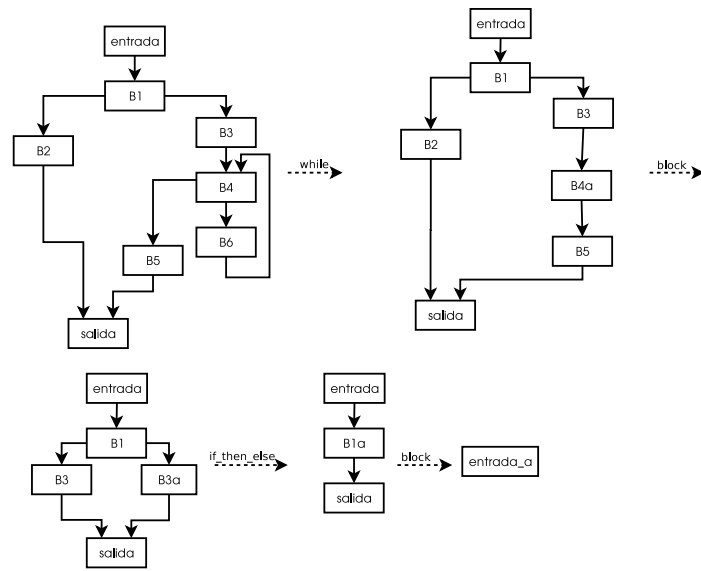 entrada
B1
B2
B3
B4
B5
B6
salida
while
entrada
B1
B2
B3
B4a
B5
salida
block
entrada
B1
B3
B3a
salida
if_then_else
entrada
B1a
salida
block
entrada_a